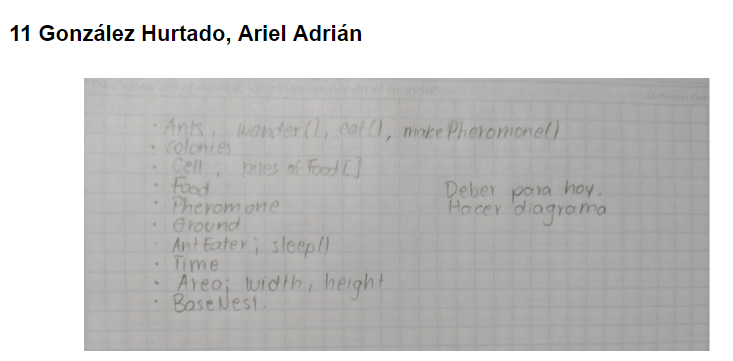 11 González Hurtado, Ariel Adrián
· Ants; wander(), eat(), makePheromone()
· colonies
· Cell; piles of Food[]
· Food
· Pheromone
· Ground
· AntEater; sleep()
· Time
· Area; width, height
· BaseNest.
Deber para hoy.
Hacer diagrama